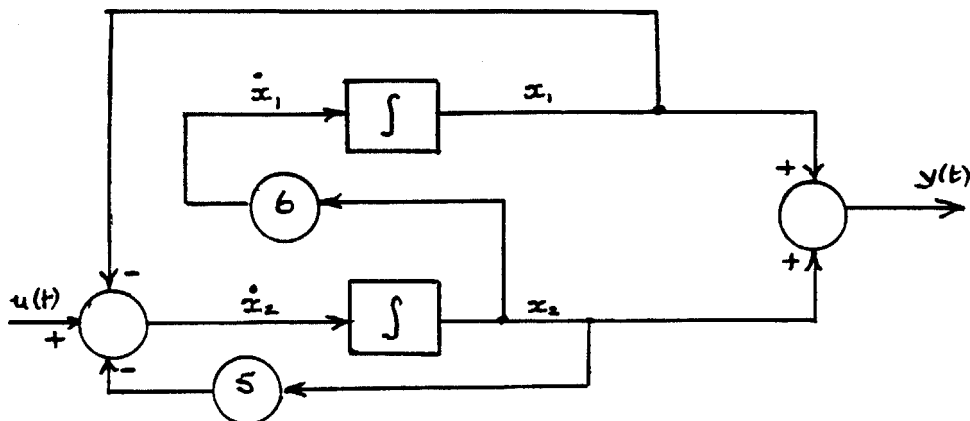 ẋ₁
∫
x₁
6
+
y(t)
-
+
u(t)
+
ẋ₂
∫
x₂
-
5